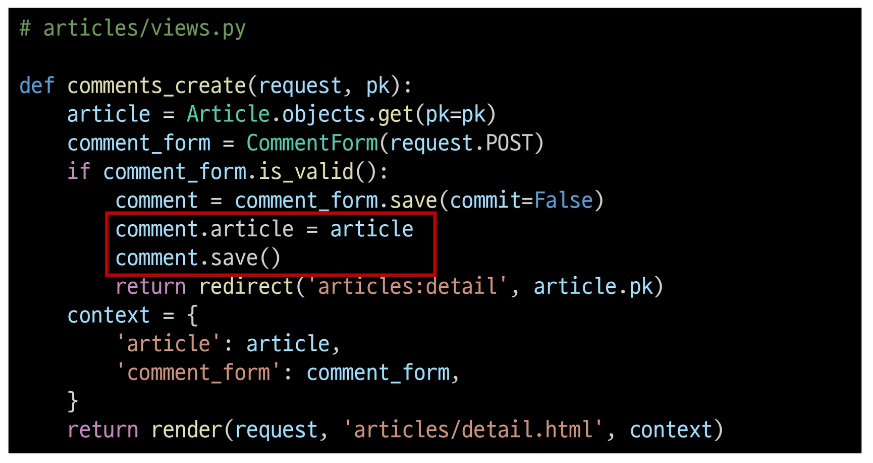 # articles/views.py

def comments_create(request, pk):
    article = Article.objects.get(pk=pk)
    comment_form = CommentForm(request.POST)
    if comment_form.is_valid():
        comment = comment_form.save(commit=False)
        comment.article = article
        comment.save()
        return redirect('articles:detail', article.pk)
    context = {
        'article': article,
        'comment_form': comment_form,
    }
    return render(request, 'articles/detail.html', context)